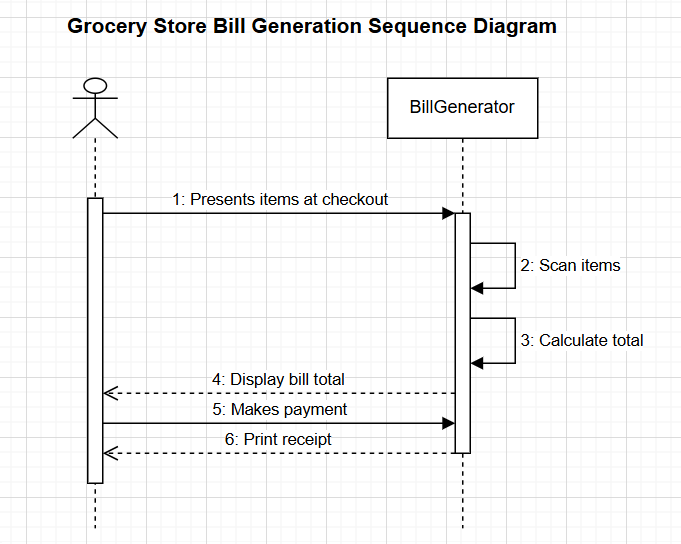 Grocery Store Bill Generation Sequence Diagram
BillGenerator
1: Presents items at checkout
2: Scan items
3: Calculate total
4: Display bill total
5: Makes payment
6: Print receipt